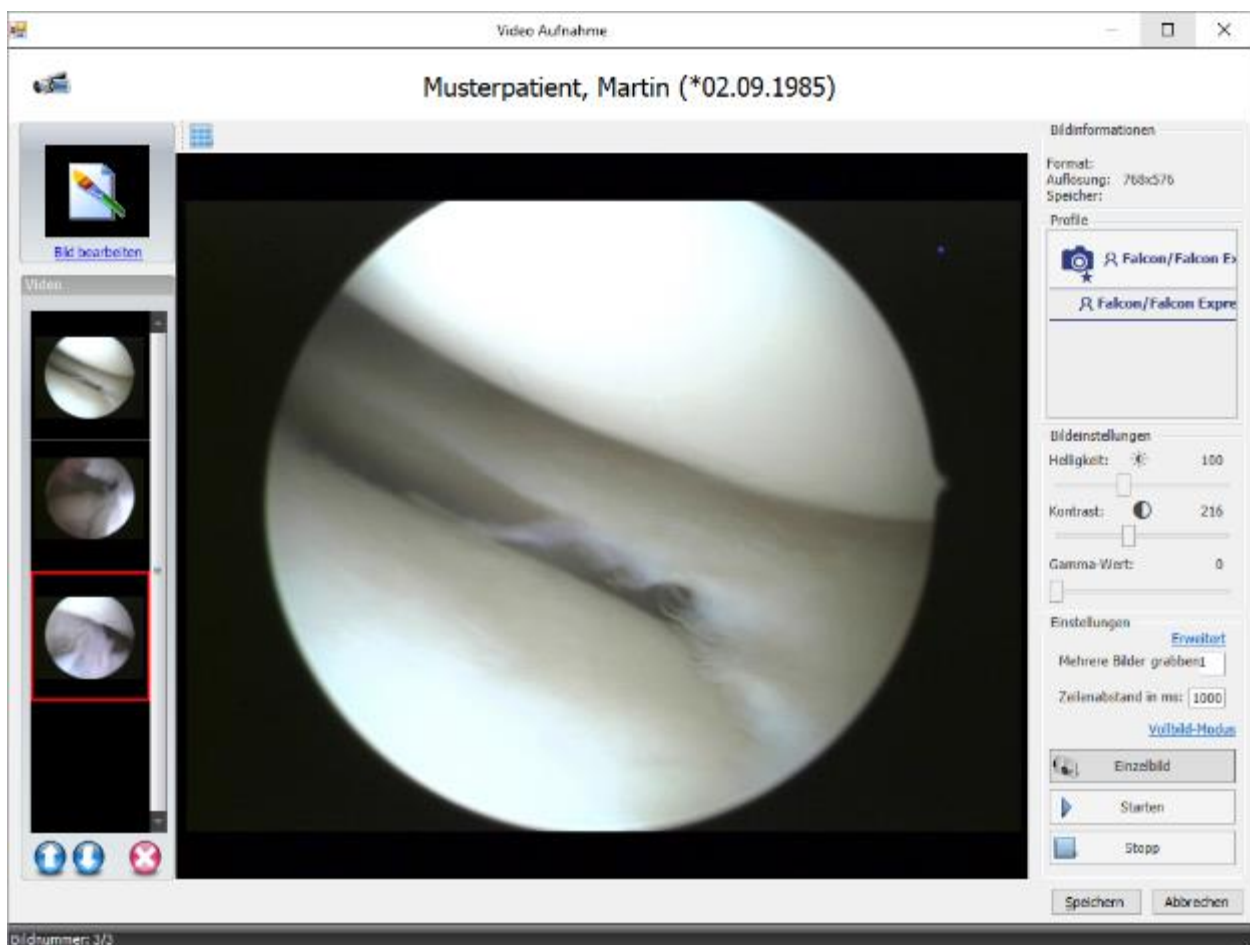 Video Aufnahme
Musterpatient, Martin (*02.09.1985)
Bild bearbeiten
Video
Bildinformationen
Format:
Auflösung: 768x576
Speicher:
Profile
Falcon/Falcon Ex
Falcon/Falcon Expre
Bildeinstellungen
Helligkeit: 100
Kontrast: 216
Gamma-Wert: 0
Einstellungen
Erweitert
Mehrere Bilder grabben: 1
Zeilenabstand in ms: 1000
Vollbild-Modus
Einzelbild
Starten
Stopp
Speichern Abbrechen
Bildnummer: 3/3